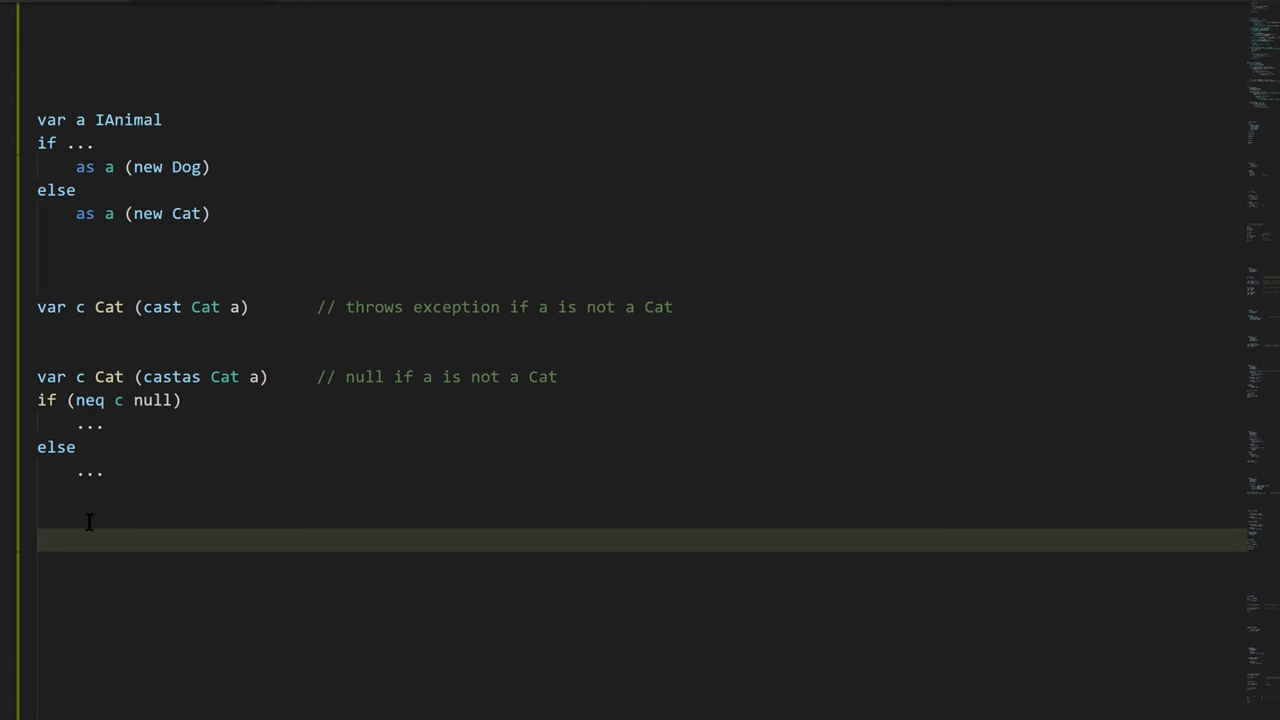 var a IAnimal
if ...
    as a (new Dog)
else
    as a (new Cat)
var c Cat (cast Cat a)       // throws exception if a is not a Cat
var c Cat (castas Cat a)     // null if a is not a Cat
if (neq c null)
    ...
else
    ...